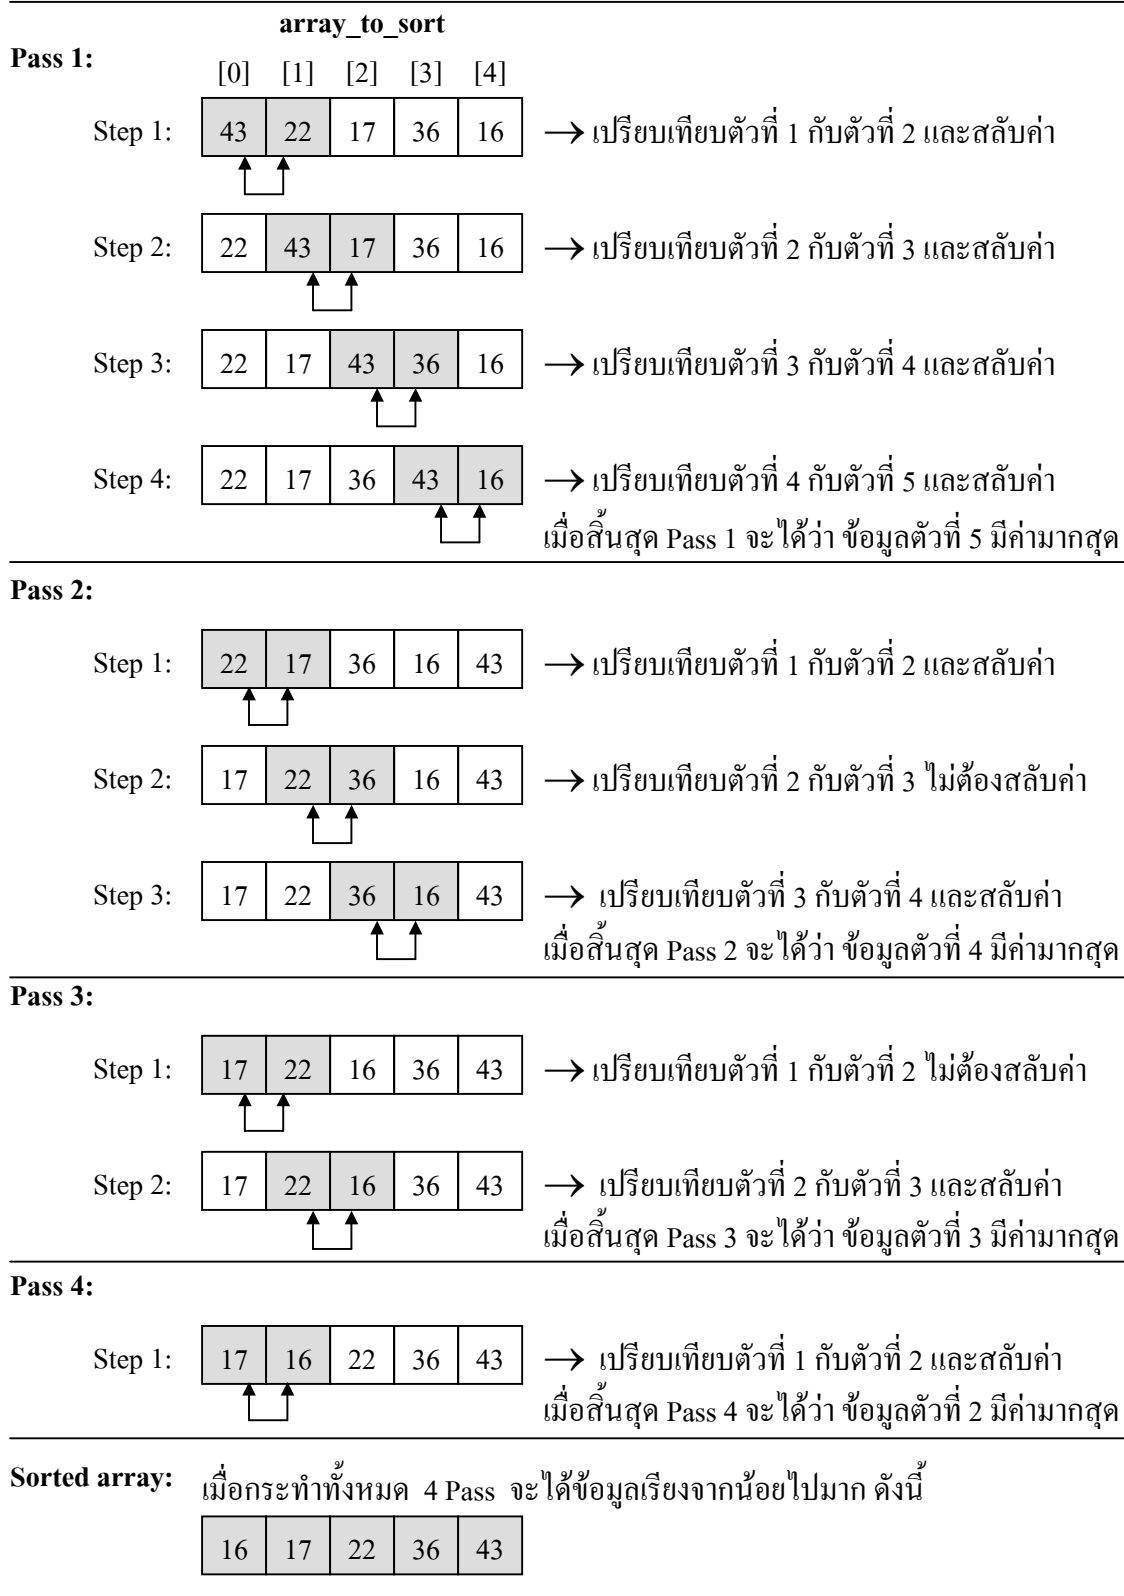 array_to_sort
Pass 1:
[0] [1] [2] [3] [4]
Step 1: 43 22 17 36 16 → เปรียบเทียบตัวที่ 1 กับตัวที่ 2 และสลับค่า
Step 2: 22 43 17 36 16 → เปรียบเทียบตัวที่ 2 กับตัวที่ 3 และสลับค่า
Step 3: 22 17 43 36 16 → เปรียบเทียบตัวที่ 3 กับตัวที่ 4 และสลับค่า
Step 4: 22 17 36 43 16 → เปรียบเทียบตัวที่ 4 กับตัวที่ 5 และสลับค่า
เมื่อสิ้นสุด Pass 1 จะได้ว่า ข้อมูลตัวที่ 5 มีค่ามากสุด
Pass 2:
Step 1: 22 17 36 16 43 → เปรียบเทียบตัวที่ 1 กับตัวที่ 2 และสลับค่า
Step 2: 17 22 36 16 43 → เปรียบเทียบตัวที่ 2 กับตัวที่ 3 ไม่ต้องสลับค่า
Step 3: 17 22 36 16 43 → เปรียบเทียบตัวที่ 3 กับตัวที่ 4 และสลับค่า
เมื่อสิ้นสุด Pass 2 จะได้ว่า ข้อมูลตัวที่ 4 มีค่ามากสุด
Pass 3:
Step 1: 17 22 16 36 43 → เปรียบเทียบตัวที่ 1 กับตัวที่ 2 ไม่ต้องสลับค่า
Step 2: 17 22 16 36 43 → เปรียบเทียบตัวที่ 2 กับตัวที่ 3 และสลับค่า
เมื่อสิ้นสุด Pass 3 จะได้ว่า ข้อมูลตัวที่ 3 มีค่ามากสุด
Pass 4:
Step 1: 17 16 22 36 43 → เปรียบเทียบตัวที่ 1 กับตัวที่ 2 และสลับค่า
เมื่อสิ้นสุด Pass 4 จะได้ว่า ข้อมูลตัวที่ 2 มีค่ามากสุด
Sorted array: เมื่อกระทำทั้งหมด 4 Pass จะได้ข้อมูลเรียงจากน้อยไปมาก ดังนี้
16 17 22 36 43